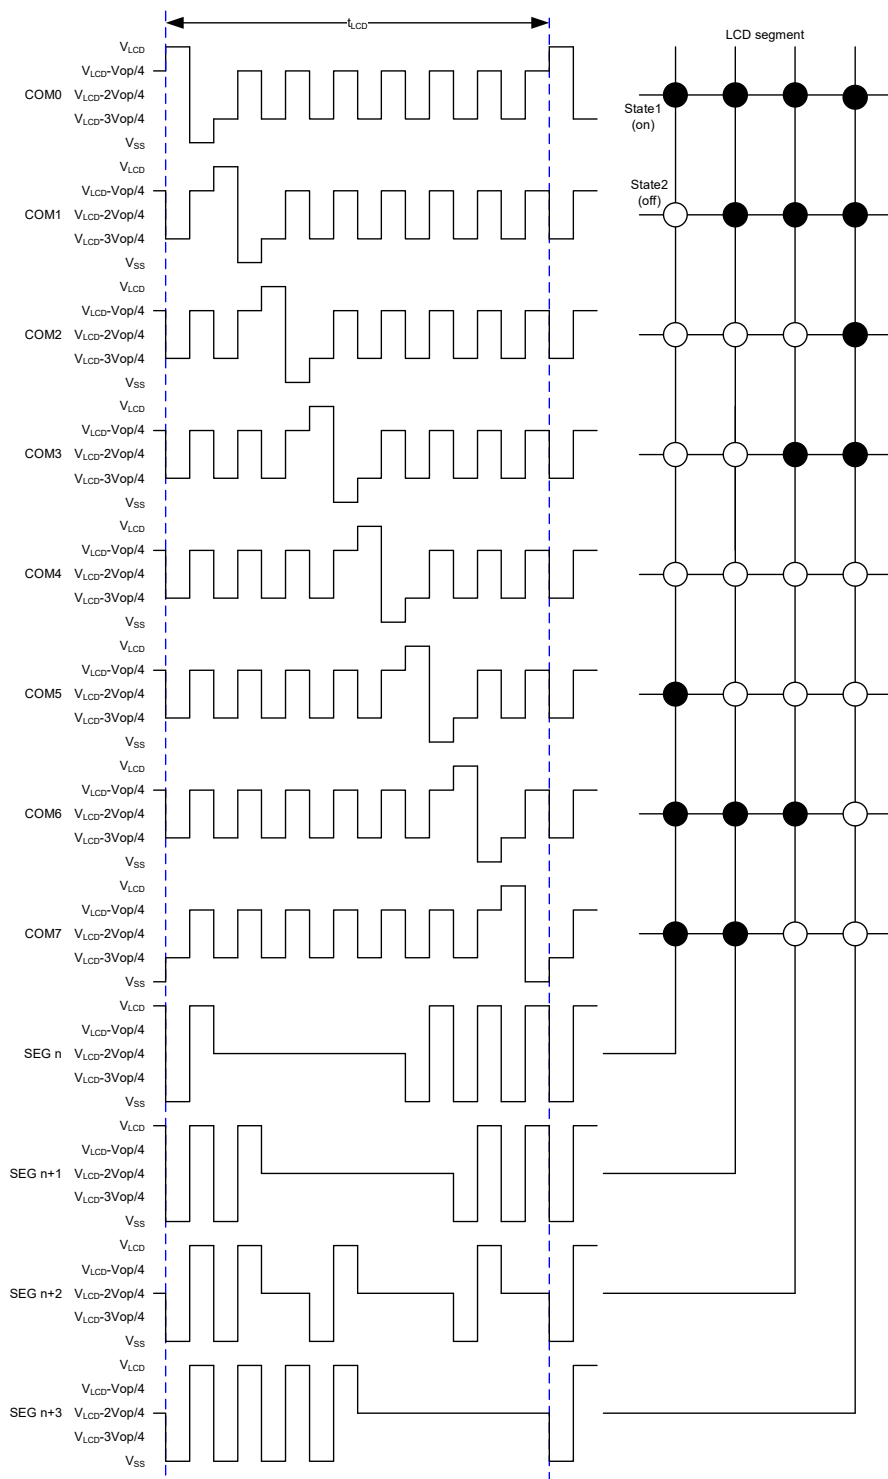 tLCD
LCD segment
VLCD
VLCD-Vop/4
COM0 VLCD-2Vop/4
VLCD-3Vop/4
VSS
State1
(on)
VLCD
VLCD-Vop/4
COM1 VLCD-2Vop/4
VLCD-3Vop/4
VSS
State2
(off)
VLCD
VLCD-Vop/4
COM2 VLCD-2Vop/4
VLCD-3Vop/4
VSS
VLCD
VLCD-Vop/4
COM3 VLCD-2Vop/4
VLCD-3Vop/4
VSS
VLCD
VLCD-Vop/4
COM4 VLCD-2Vop/4
VLCD-3Vop/4
VSS
VLCD
VLCD-Vop/4
COM5 VLCD-2Vop/4
VLCD-3Vop/4
VSS
VLCD
VLCD-Vop/4
COM6 VLCD-2Vop/4
VLCD-3Vop/4
VSS
VLCD
VLCD-Vop/4
COM7 VLCD-2Vop/4
VLCD-3Vop/4
VSS
VLCD
VLCD-Vop/4
SEG n VLCD-2Vop/4
VLCD-3Vop/4
VSS
VLCD
VLCD-Vop/4
SEG n+1 VLCD-2Vop/4
VLCD-3Vop/4
VSS
VLCD
VLCD-Vop/4
SEG n+2 VLCD-2Vop/4
VLCD-3Vop/4
VSS
VLCD
VLCD-Vop/4
SEG n+3 VLCD-2Vop/4
VLCD-3Vop/4
VSS